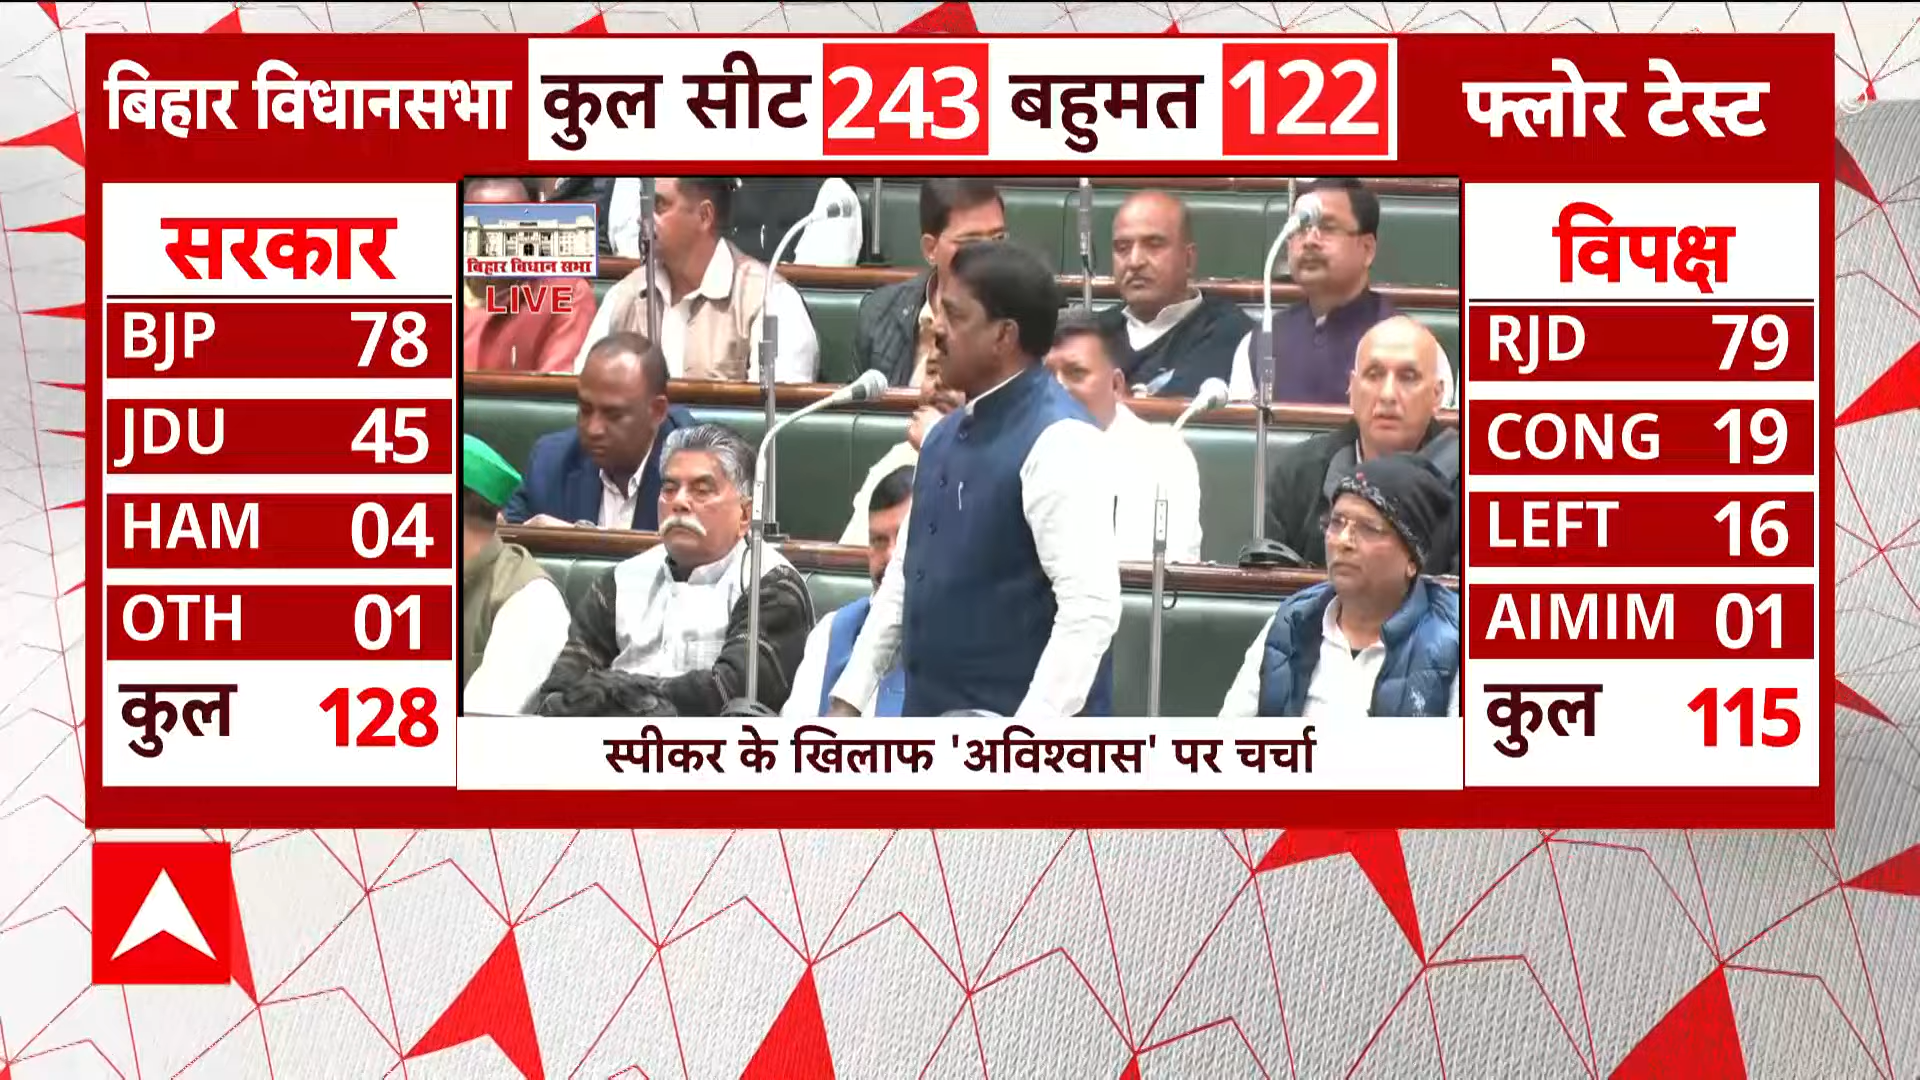 बिहार विधानसभा कुल सीट 243 बहुमत 122 फ्लोर टेस्ट
सरकार
BJP 78
JDU 45
HAM 04
OTH 01
कुल 128
बिहार विधान सभा
LIVE
स्पीकर के खिलाफ 'अविश्वास' पर चर्चा
विपक्ष
RJD 79
CONG 19
LEFT 16
AIMIM 01
कुल 115